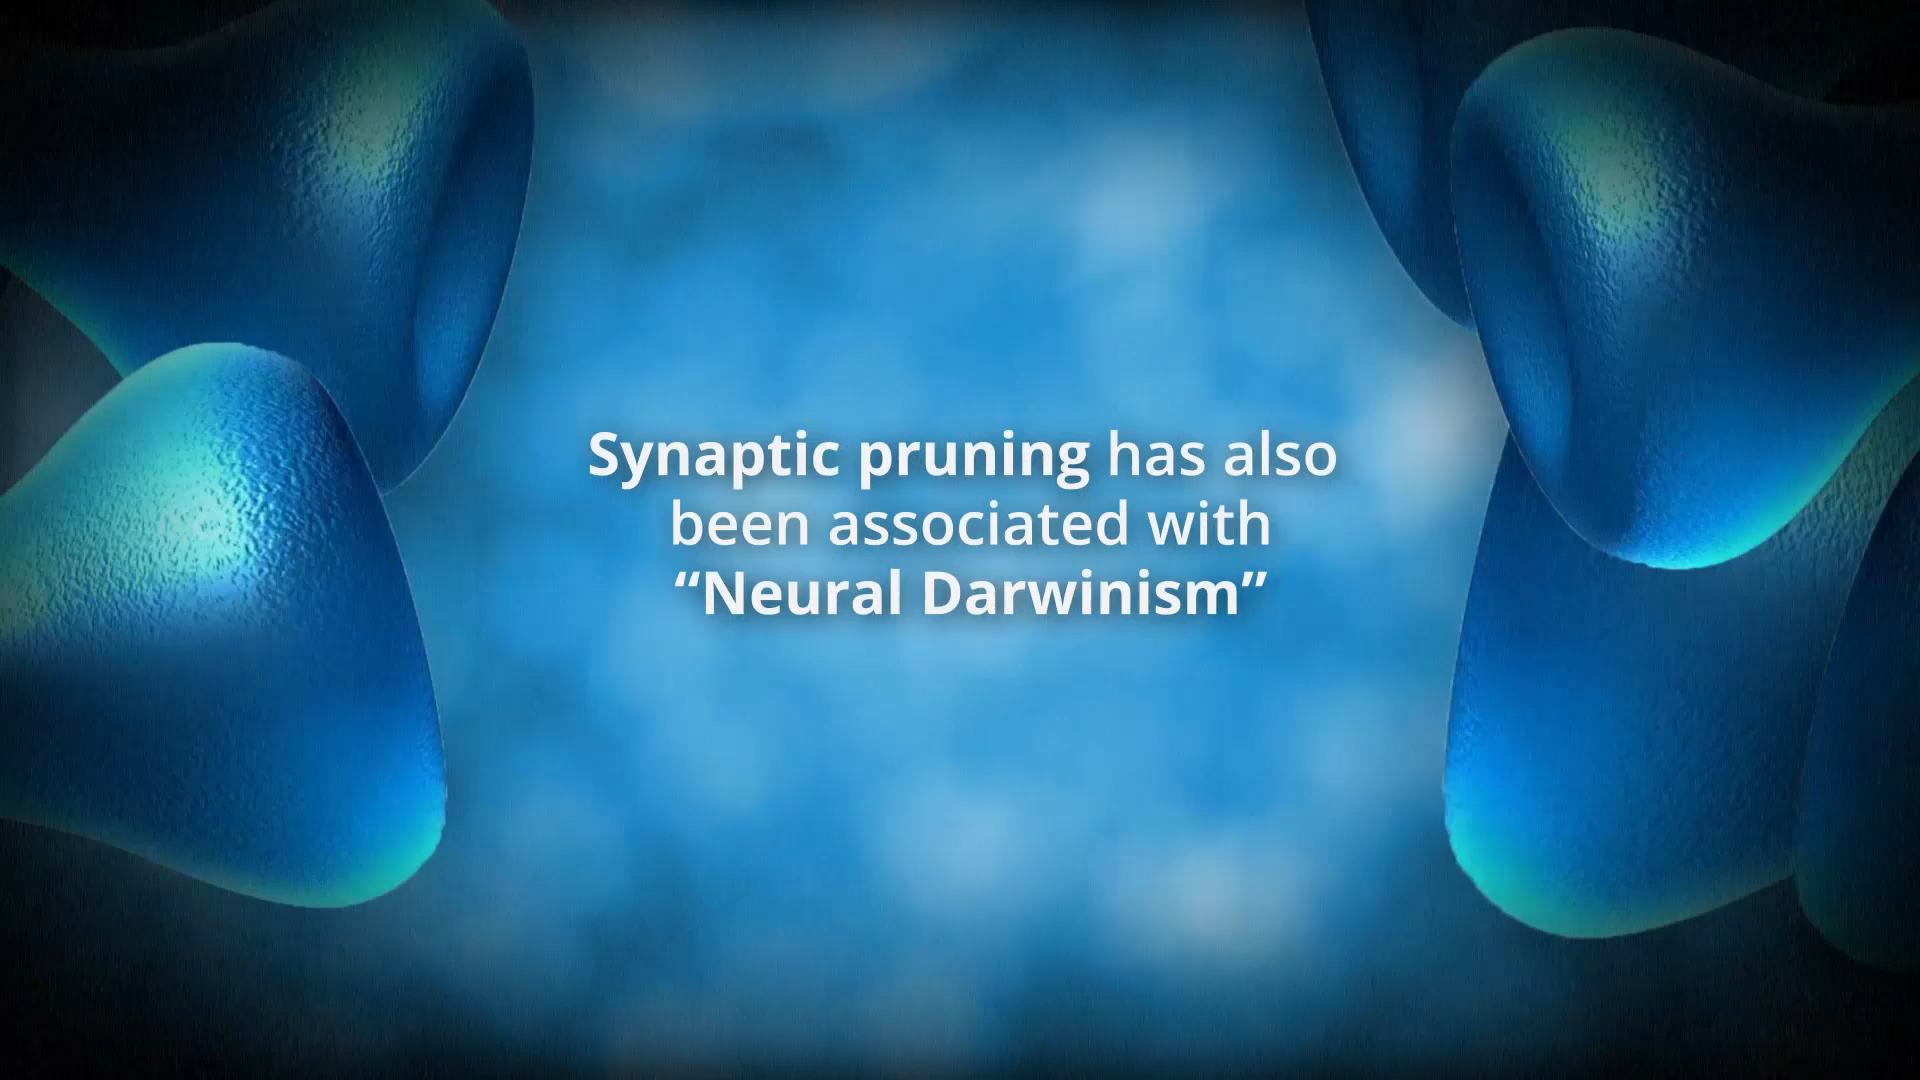 Synaptic pruning has also
been associated with
“Neural Darwinism”